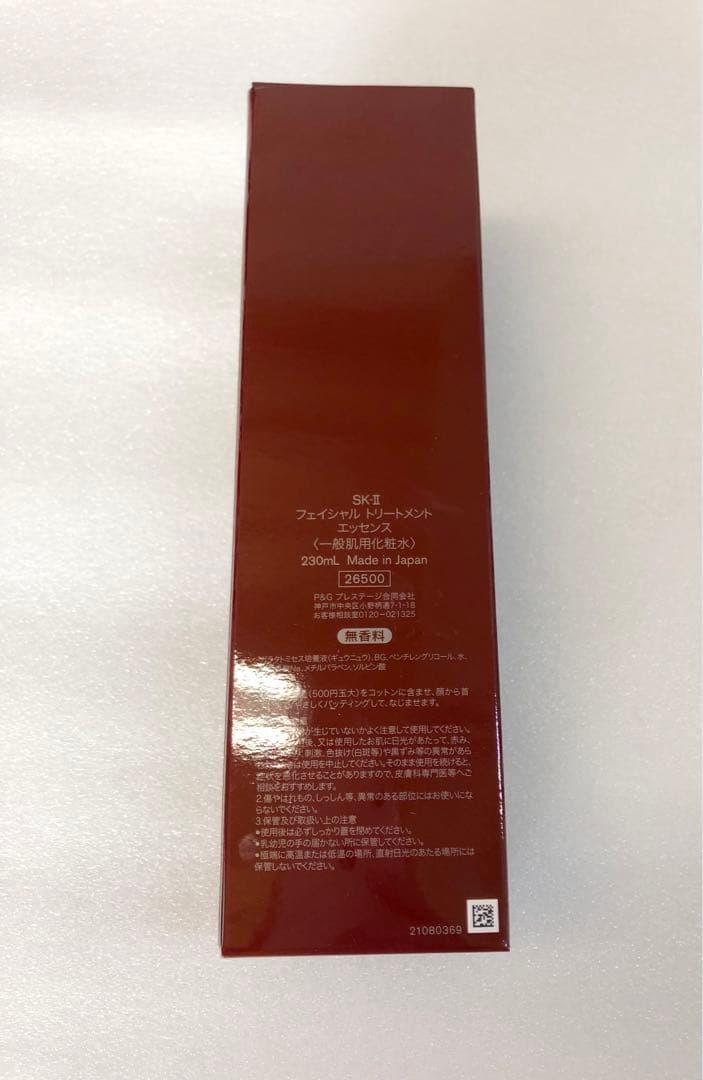 SK-II
フェイシャル トリートメント
エッセンス
〈一般肌用化粧水〉
230mL Made in Japan
26500
P&G プレステージ合同会社
神戸市中央区小野柄通7-1-18
お客様相談室0120-021325
無香料
ラクトミセス培養液(ギュウニュウ)、BG、ペンチレングリコール、水、
Na、メチルパラベン、ソルビン酸
(500円玉大)をコットンに含ませ、顔から首
やさしくパッティングして、なじませます。
が生じていないかよく注意して使用してください。
後、又は使用したお肌に日光があたって、赤み、
刺激、色抜け(白斑等)や黒ずみ等の異常があら
は使用を中止してください。そのまま使用を続けると、
症状を悪化させることがありますので、皮膚科専門医等へご
相談をおすすめします。
2.傷やはれもの、しっしん等、異常のある部位にはお使いにな
らないでください。
3.保管及び取扱い上の注意
●使用後は必ずしっかり蓋を閉めてください。
●乳幼児の手の届かない所に保管してください。
●極端に高温または低温の場所、直射日光のあたる場所には
保管しないでください。
21080369